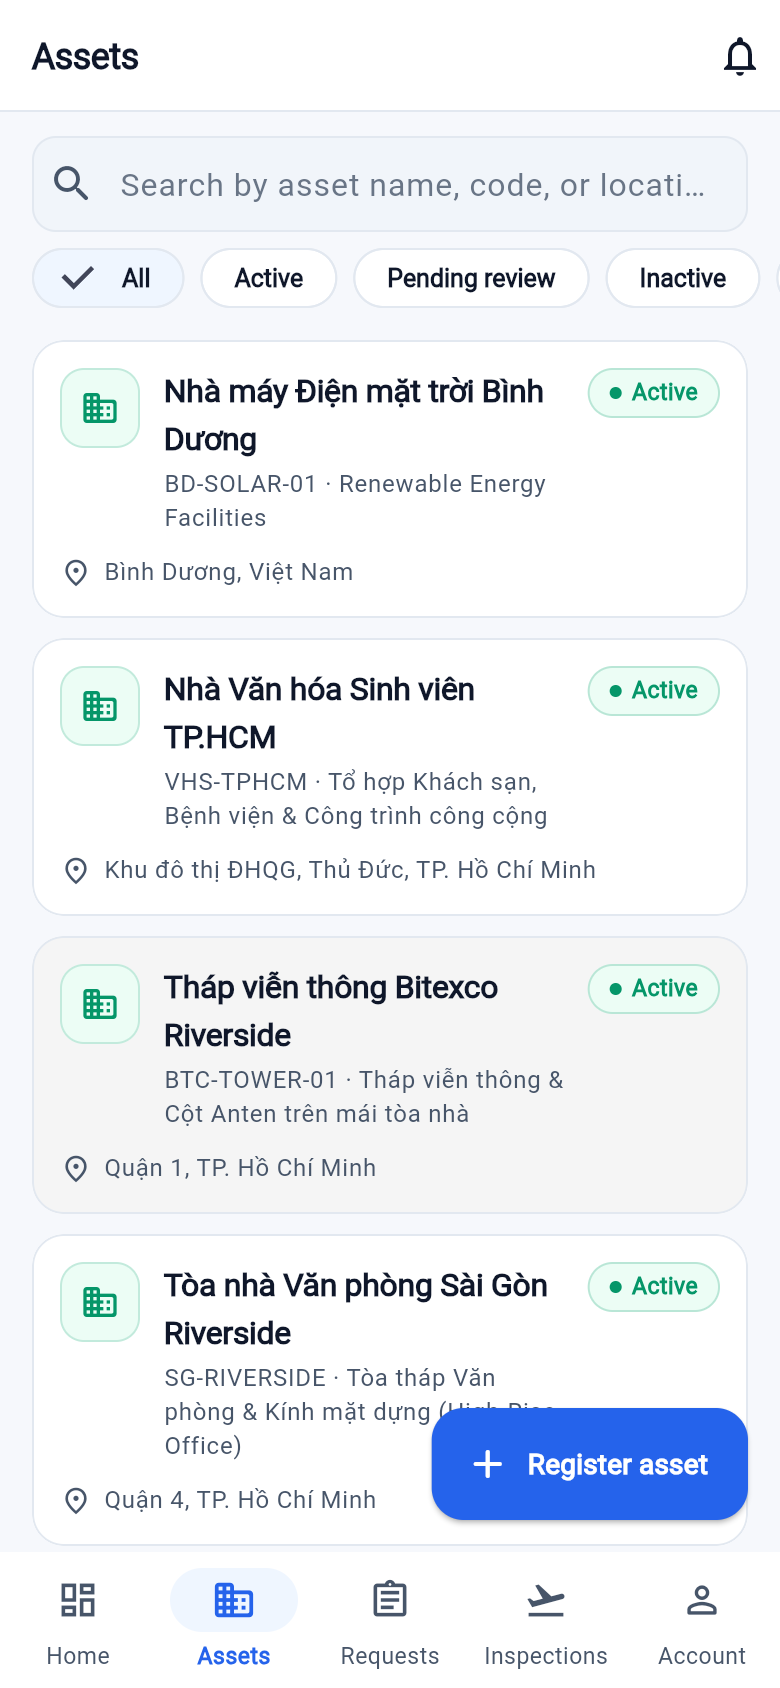 Assets
Search by asset name, code, or locati...
All
Active
Pending review
Inactive
Nhà máy Điện mặt trời Bình
Dương
Active
BD-SOLAR-01 · Renewable Energy
Facilities
Bình Dương, Việt Nam
Nhà Văn hóa Sinh viên
TP.HCM
Active
VHS-TPHCM · Tổ hợp Khách sạn,
Bệnh viện & Công trình công cộng
Khu đô thị ĐHQG, Thủ Đức, TP. Hồ Chí Minh
Tháp viễn thông Bitexco
Riverside
Active
BTC-TOWER-01 · Tháp viễn thông &
Cột Anten trên mái tòa nhà
Quận 1, TP. Hồ Chí Minh
Tòa nhà Văn phòng Sài Gòn
Riverside
Active
SG-RIVERSIDE · Tòa tháp Văn
phòng & Kính mặt dựng (High Rise
Office)
Quận 4, TP. Hồ Chí Minh
Register asset
Home
Assets
Requests
Inspections
Account